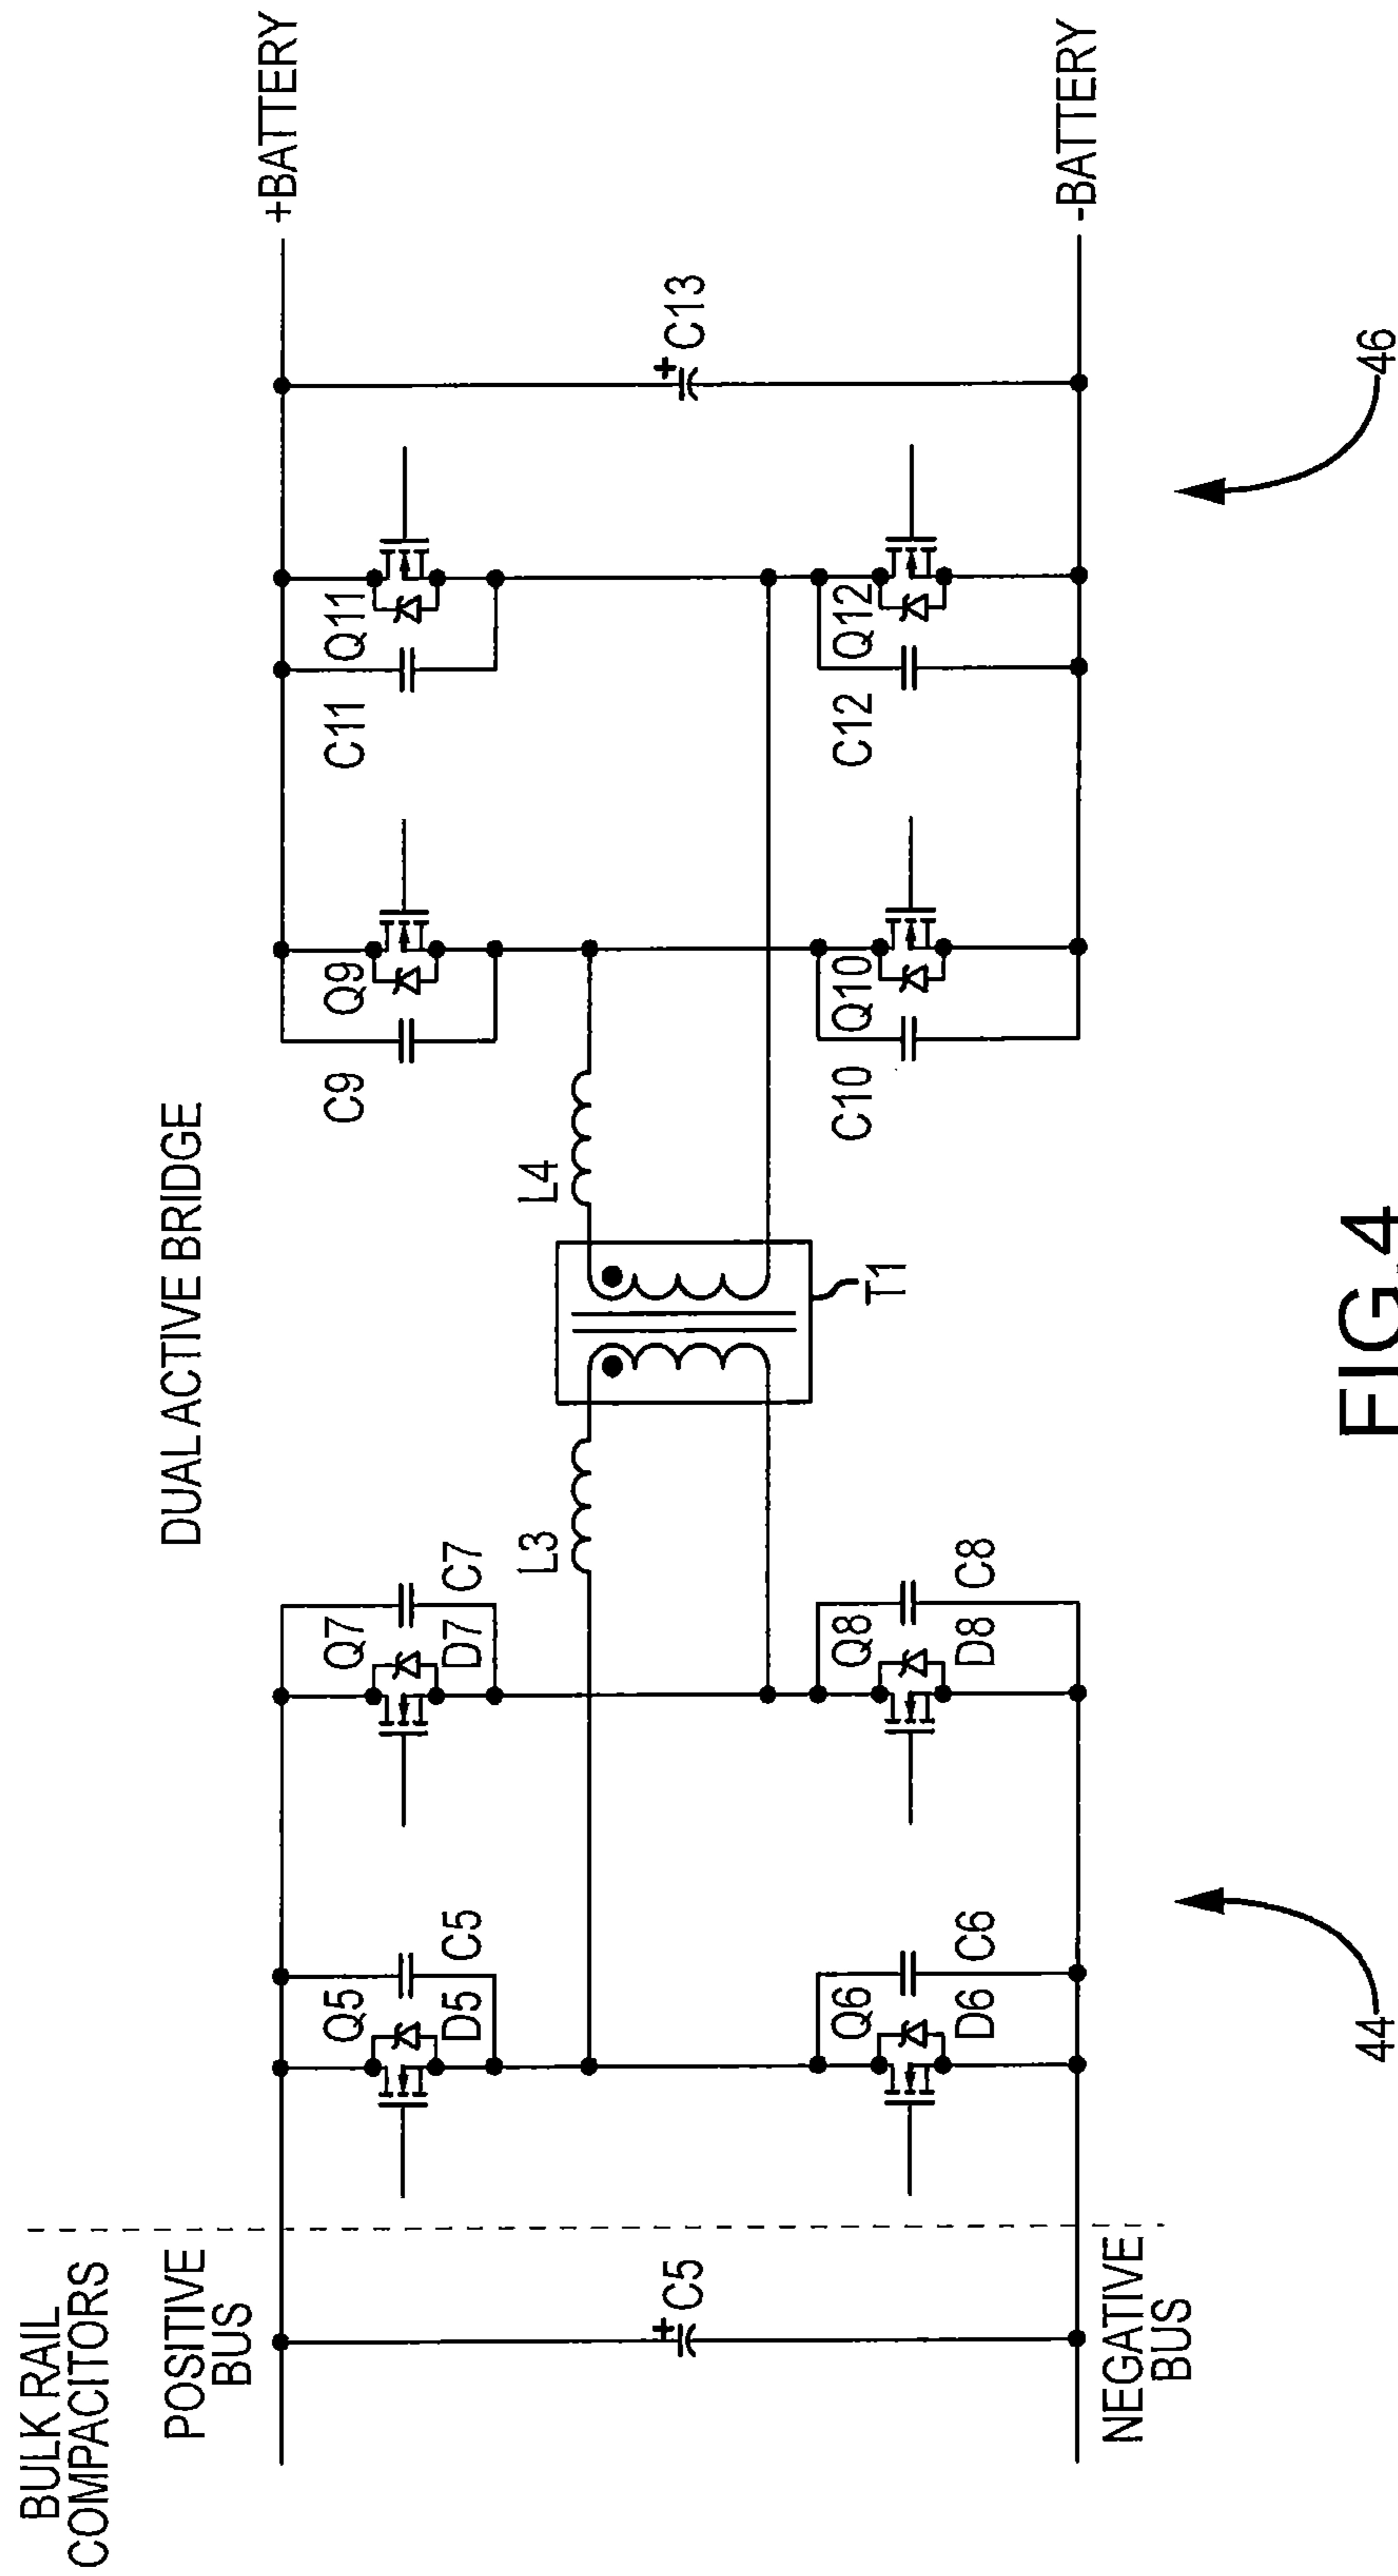 BULK RAIL
COMPACITORS
POSITIVE
BUS
DUAL ACTIVE BRIDGE
+BATTERY
Q5
Q7
C9
Q9
C11
Q11
D5
C5
D7
C7
L3
L4
C5
+
+
C13
T1
Q6
Q8
C10
Q10
C12
Q12
D6
C6
D8
C8
NEGATIVE
BUS
-BATTERY
44
46
FIG.4